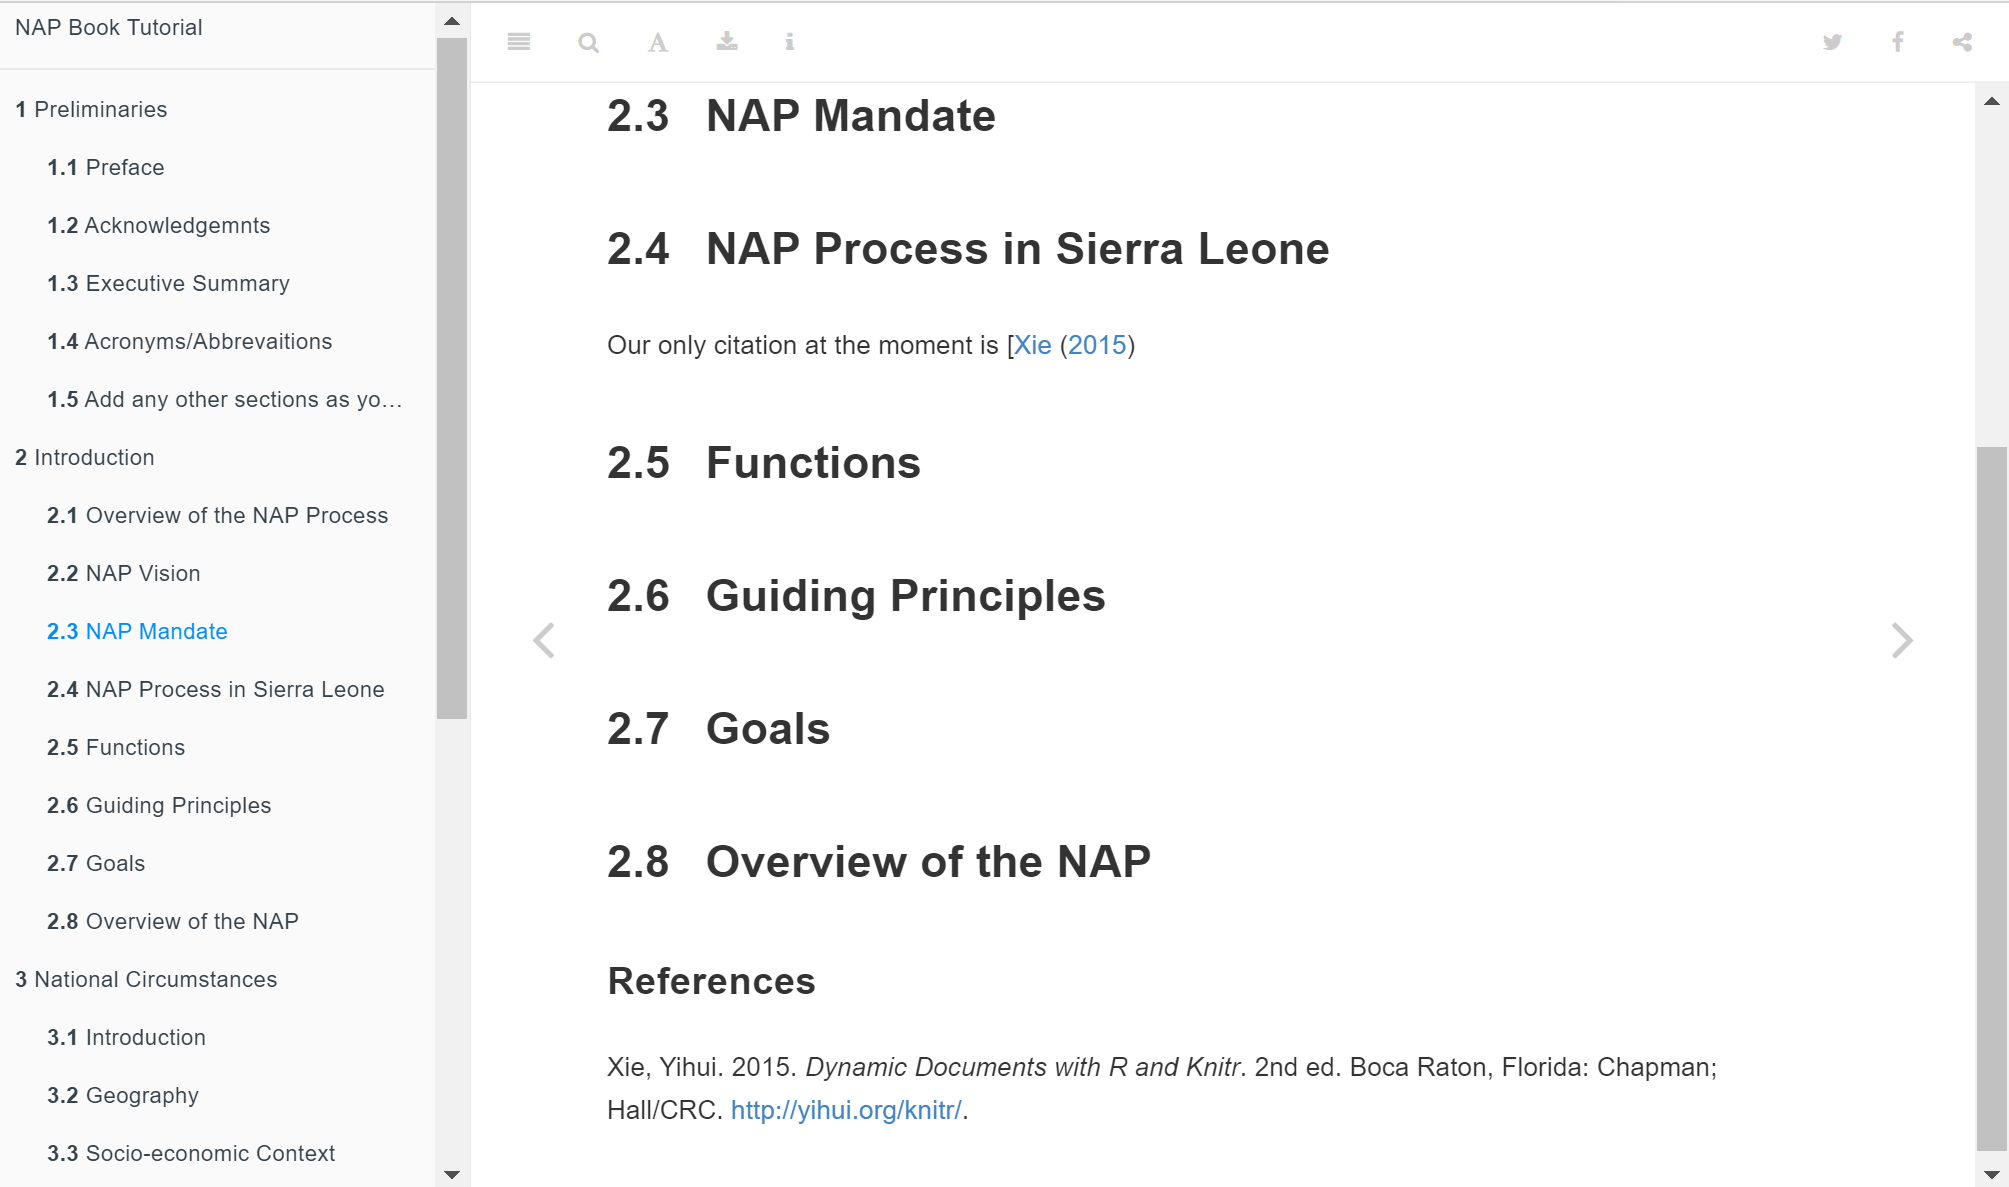 NAP Book Tutorial
1 Preliminaries
1.1 Preface
1.2 Acknowledgemnts
1.3 Executive Summary
1.4 Acronyms/Abbrevaitions
1.5 Add any other sections as yo…
2 Introduction
2.1 Overview of the NAP Process
2.2 NAP Vision
2.3 NAP Mandate
2.4 NAP Process in Sierra Leone
2.5 Functions
2.6 Guiding Principles
2.7 Goals
2.8 Overview of the NAP
3 National Circumstances
3.1 Introduction
3.2 Geography
3.3 Socio-economic Context
2.3 NAP Mandate
2.4 NAP Process in Sierra Leone
Our only citation at the moment is [Xie (2015)
2.5 Functions
2.6 Guiding Principles
2.7 Goals
2.8 Overview of the NAP
References
Xie, Yihui. 2015. Dynamic Documents with R and Knitr. 2nd ed. Boca Raton, Florida: Chapman;
Hall/CRC. http://yihui.org/knitr/.